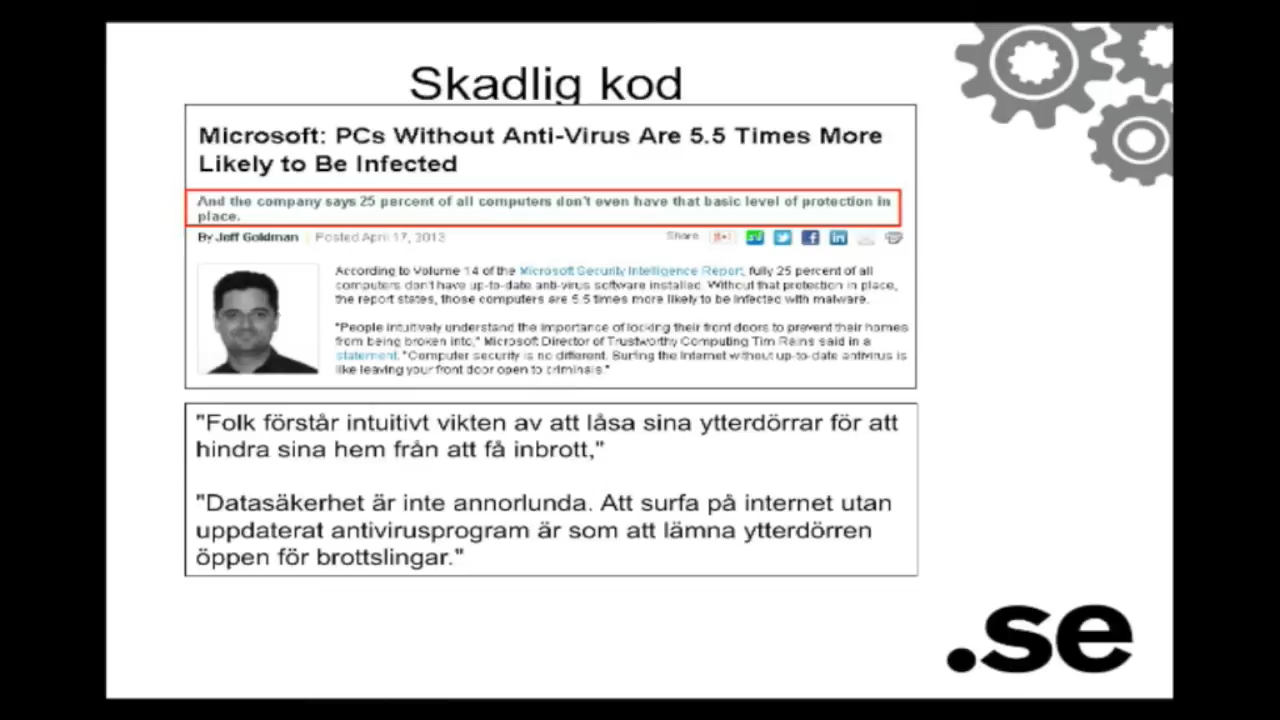 Skadlig kod
Microsoft: PCs Without Anti-Virus Are 5.5 Times More
Likely to Be Infected
And the company says 25 percent of all computers don't even have that basic level of protection in
place.
By Jeff Goldman | Posted April 17, 2013
Share
According to Volume 14 of the Microsoft Security Intelligence Report, fully 25 percent of all
computers don't have up-to-date anti-virus software installed. Without that protection in place,
the report states, those computers are 5.5 times more likely to be infected with malware.
"People intuitively understand the importance of locking their front doors to prevent their homes
from being broken into," Microsoft Director of Trustworthy Computing Tim Rains said in a
statement. "Computer security is no different. Surfing the Internet without up-to-date antivirus is
like leaving your front door open to criminals."
"Folk förstår intuitivt vikten av att låsa sina ytterdörrar för att
hindra sina hem från att få inbrott,"
"Datasäkerhet är inte annorlunda. Att surfa på internet utan
uppdaterat antivirusprogram är som att lämna ytterdörren
öppen för brottslingar."
.se